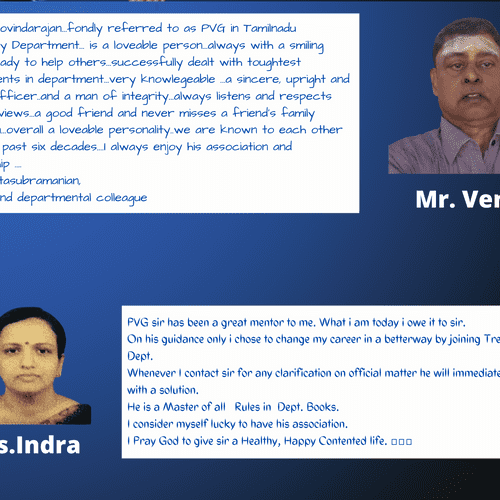 ovindarajan...fondly referred to as PVG in Tamilnadu
y Department... is a loveable person...always with a smiling
ady to help others...successfully dealt with toughtest
ents in department...very knowlegeable ...a sincere, upright and
fficer...and a man of integrity...always listens and respects
views...a good friend and never misses a friend's family
...overall a loveable personality...we are known to each other
past six decades...I always enjoy his association and
ip ....
tasubramanian,
nd departmental colleague
Mr. Ven
PVG sir has been a great mentor to me. What i am today i owe it to sir.
On his guidance only i chose to change my career in a betterway by joining Tre
Dept.
Whenever I contact sir for any clarification on official matter he will immediate
with a solution.
He is a Master of all Rules in Dept. Books.
I consider myself lucky to have his association.
I Pray God to give sir a Healthy, Happy Contented life.
s.Indra